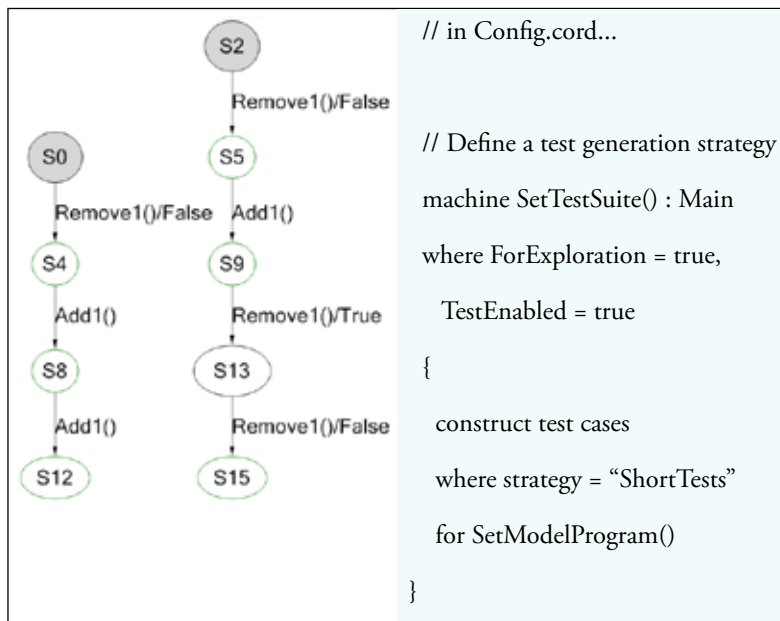 S2
Remove1()/False
S0
S5
Remove1()/False
Add1()
S4
S9
Add1()
Remove1()/True
S8
S13
Add1()
Remove1()/False
S12
S15
// in Config.cord...
// Define a test generation strategy
machine SetTestSuite() : Main
where ForExploration = true,
TestEnabled = true
{
construct test cases
where strategy = “ShortTests”
for SetModelProgram()
}